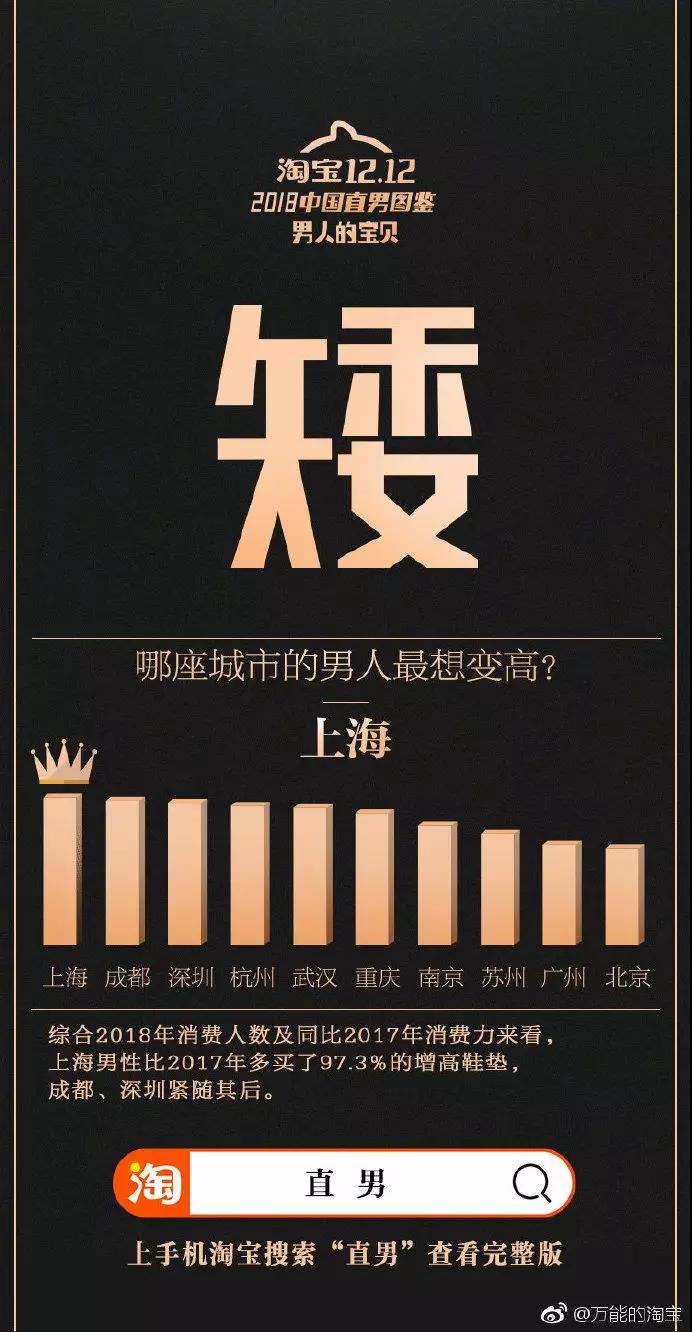 淘宝12.12
2018中国直男图鉴
男人的宝贝
矮
哪座城市的男人最想变高?
上海
上海 成都 深圳 杭州 武汉 重庆 南京 苏州 广州 北京
综合2018年消费人数及同比2017年消费力来看，
上海男性比2017年多买了97.3%的增高鞋垫，
成都、深圳紧随其后。
淘 直男
上手机淘宝搜索“直男”查看完整版
@万能的淘宝